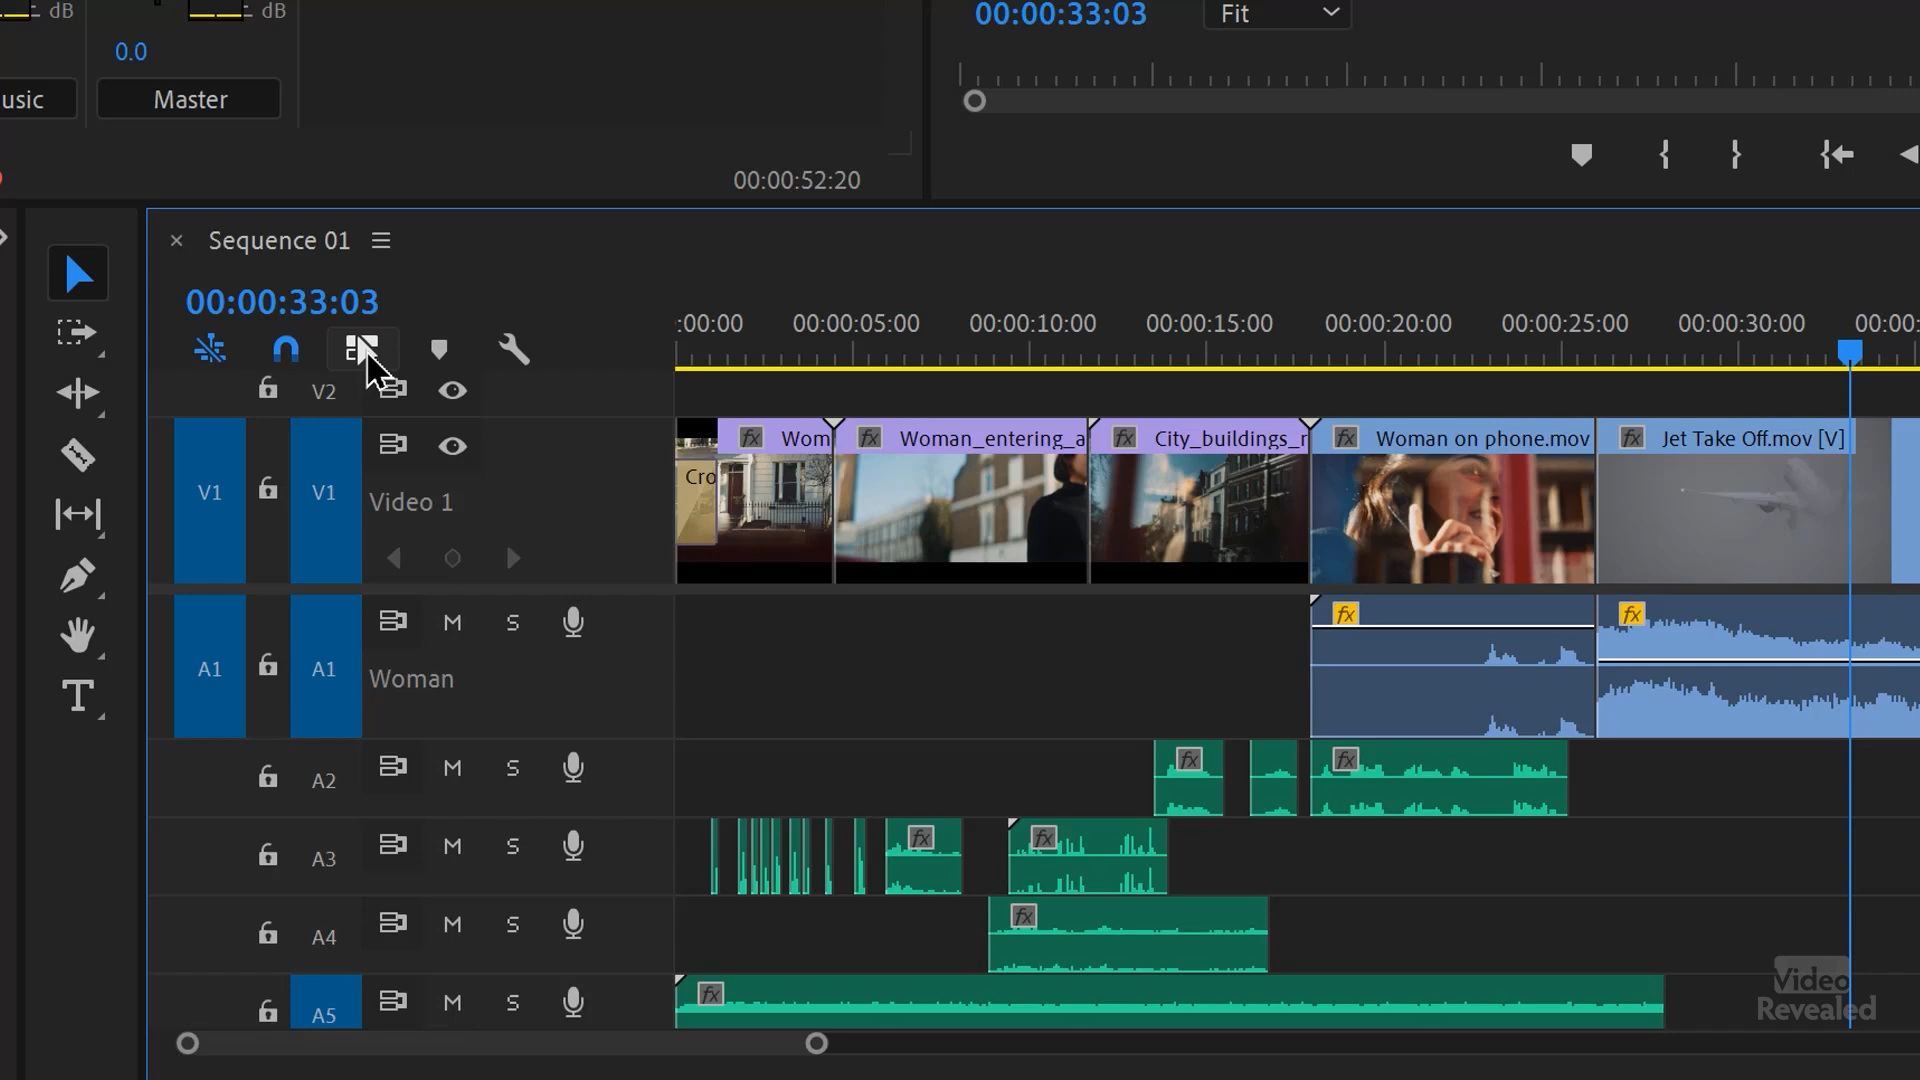 dB dB
0.0
usic Master
00:00:52:20
00:00:33:03 Fit
× Sequence 01
00:00:33:03
:00:00 00:00:05:00 00:00:10:00 00:00:15:00 00:00:20:00 00:00:25:00 00:00:30:00 00:00:
V2
fx Wom fx Woman_entering_a fx City_buildings_r fx Woman on phone.mov fx Jet Take Off.mov [V]
Cro
V1 V1 Video 1
M S fx fx
A1 A1 Woman
A2 M S fx fx
A3 M S fx fx
A4 M S fx
A5 M S fx
T
Video
Revealed